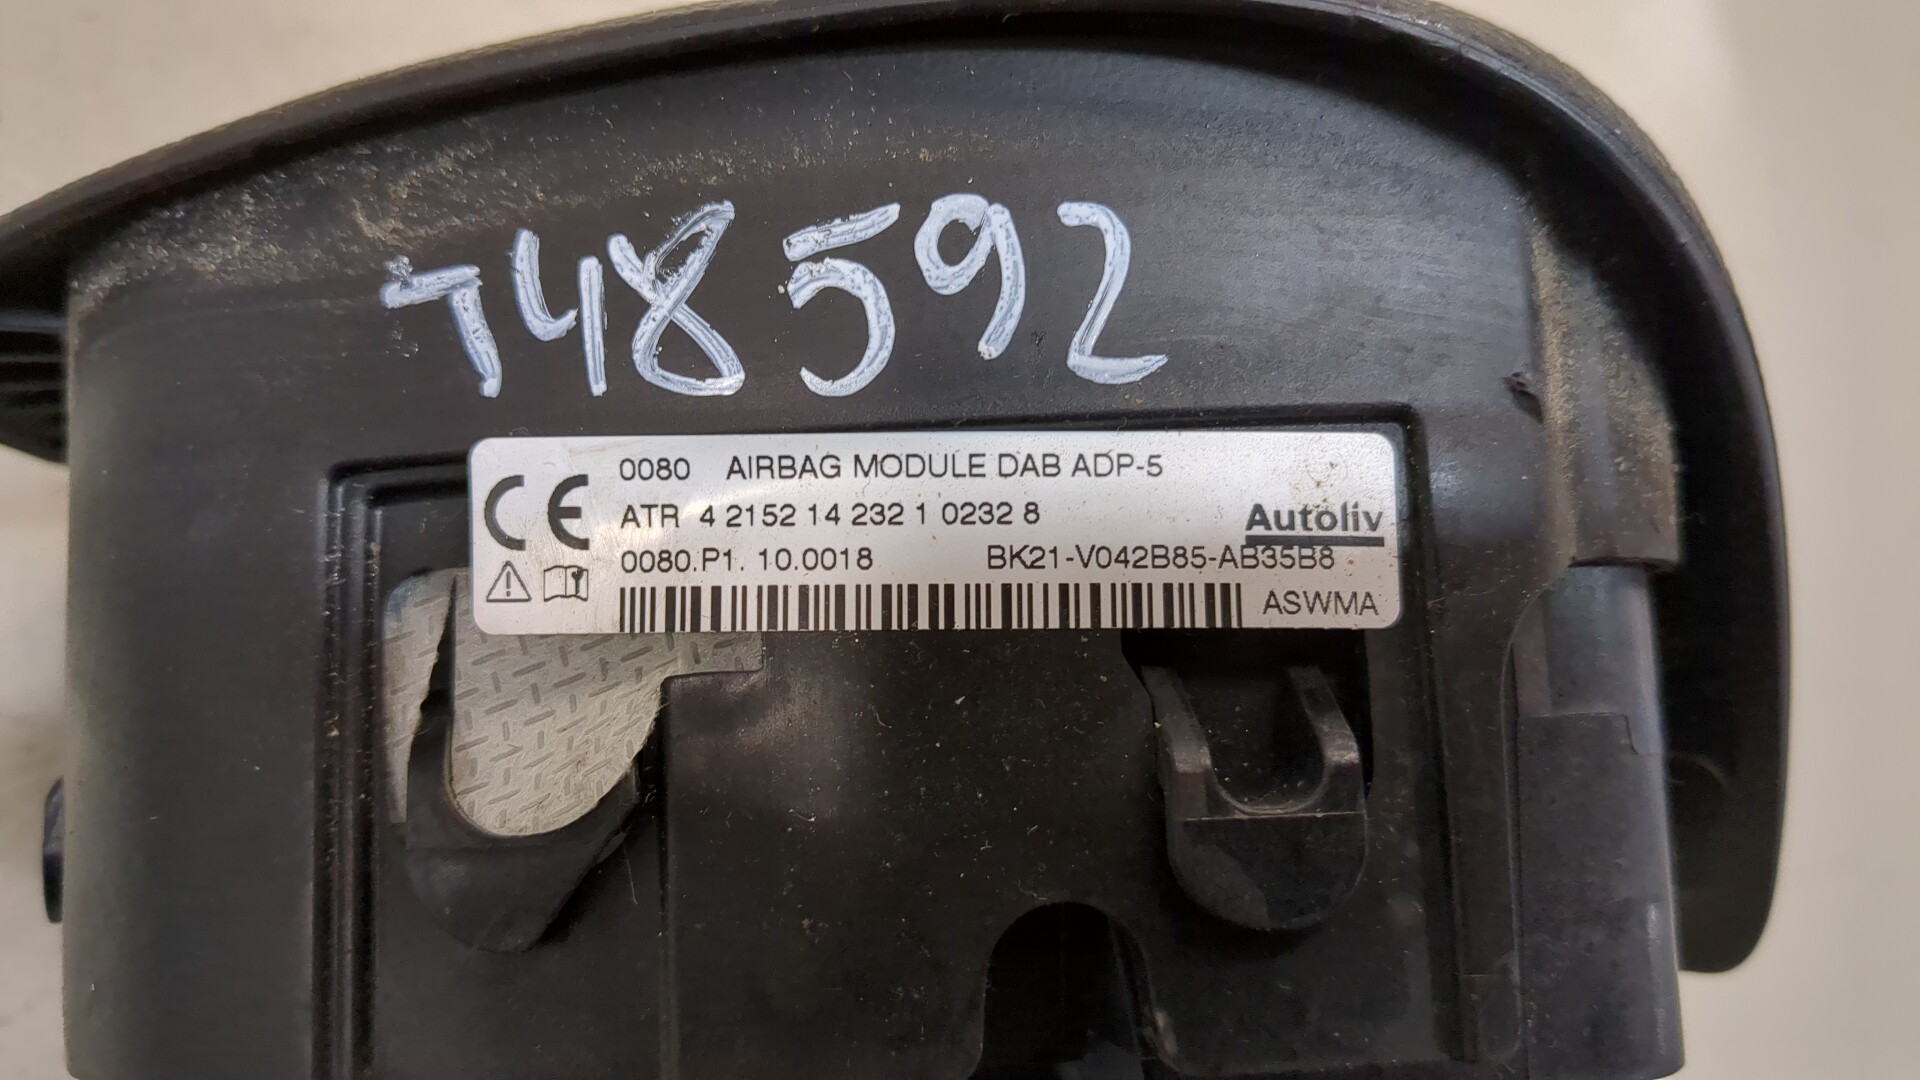 748592
CE 0080 AIRBAG MODULE DAB ADP-5
ATR 4 2152 14 232 1 0232 8
Autoliv
0080.P1. 10.0018 BK21-V042B85-AB35B8
ASWMA